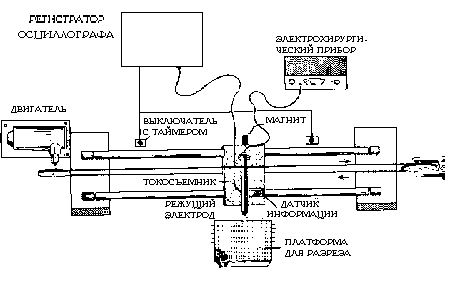 РЕГИСТРАТОР
ОСЦИЛЛОГРАФА
ЭЛЕКТРОХИРУРГИ-
ЧЕСКИЙ ПРИБОР
ДВИГАТЕЛЬ
ВЫКЛЮЧАТЕЛЬ
С ТАЙМЕРОМ
МАГНИТ
ТОКОСЪЕМНИК
РЕЖУЩИЙ
ЭЛЕКТРОД
ДАТЧИК
ИНФОРМАЦИИ
ПЛАТФОРМА
ДЛЯ РАЗРЕЗА